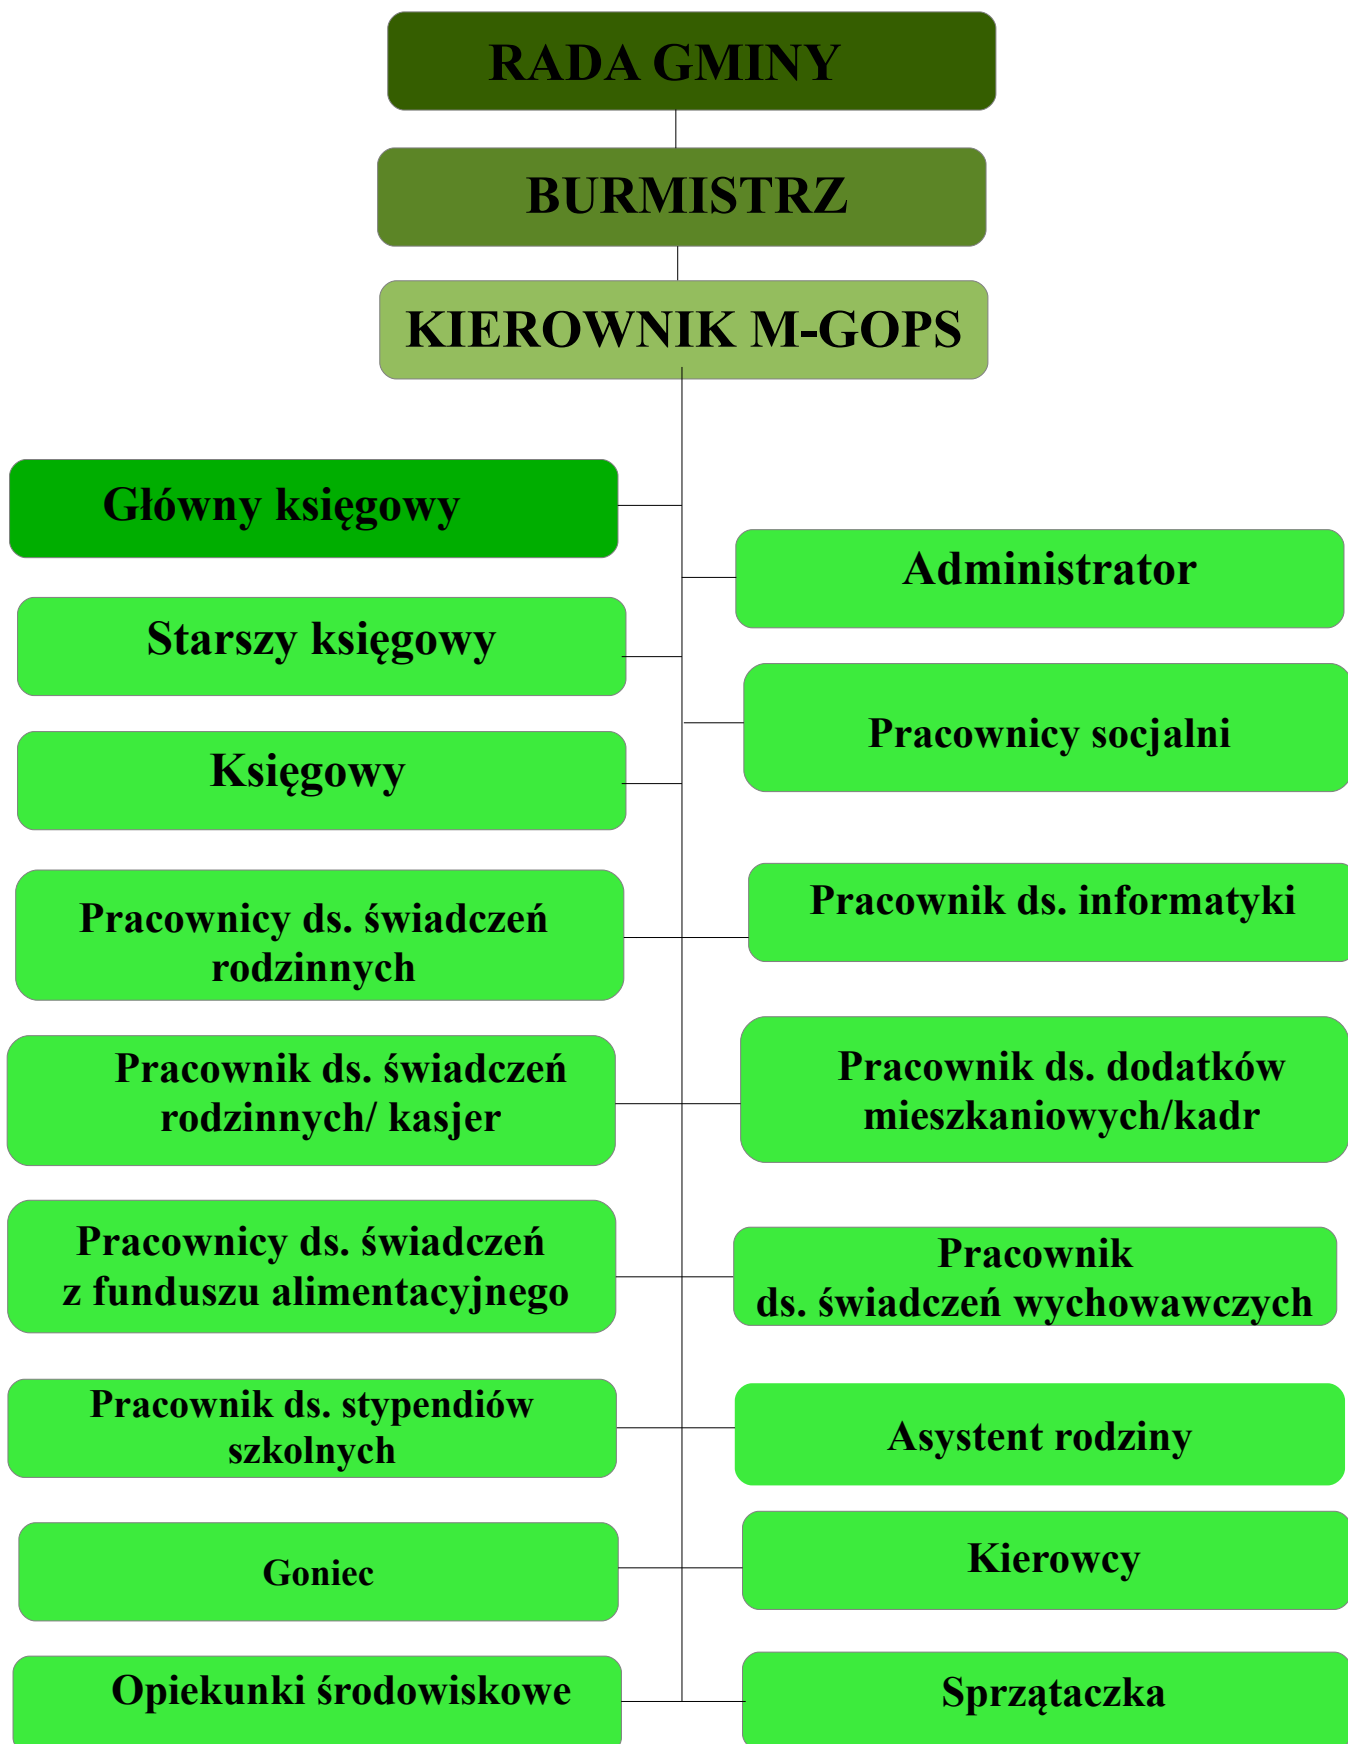 RADA GMINY
BURMISTRZ
KIEROWNIK M-GOPS
Główny księgowy
Administrator
Starszy księgowy
Pracownicy socjalni
Księgowy
Pracownicy ds. świadczeń
rodzinnych
Pracownik ds. informatyki
Pracownik ds. świadczeń
rodzinnych/ kasjer
Pracownik ds. dodatków
mieszkaniowych/kadr
Pracownicy ds. świadczeń
z funduszu alimentacyjnego
Pracownik
ds. świadczeń wychowawczych
Pracownik ds. stypendiów
szkolnych
Asystent rodziny
Goniec
Kierowcy
Opiekunki środowiskowe
Sprzątaczka